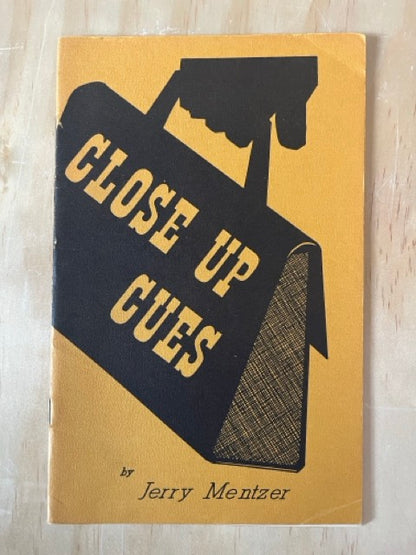 CLOSE UP
CUES
by
Jerry Mentzer